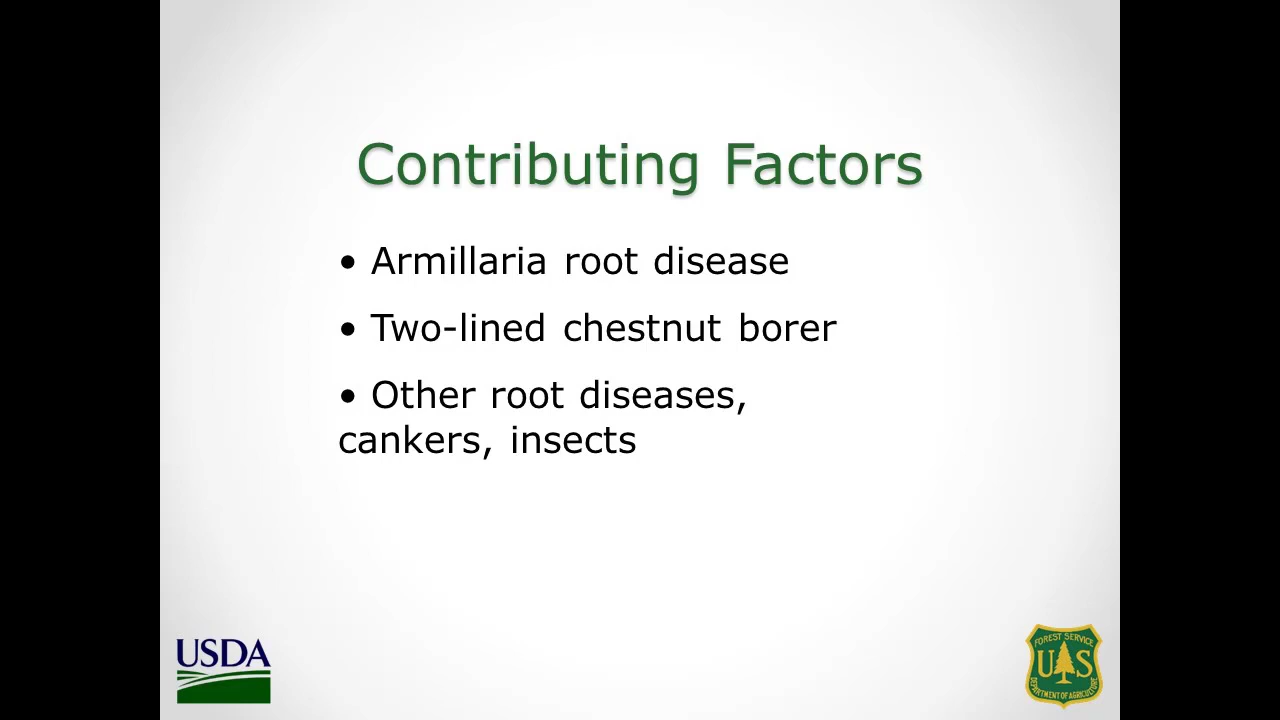 Contributing Factors
• Armillaria root disease
• Two-lined chestnut borer
• Other root diseases,
cankers, insects
USDA
FOREST SERVICE
U S
DEPARTMENT OF AGRICULTURE